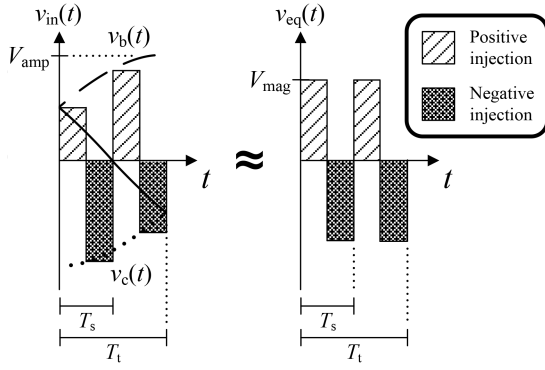 v_in(t)
v_b(t)
V_amp
v_c(t)
t
T_s
T_t
≈
v_eq(t)
V_mag
t
T_s
T_t
Positive
injection
Negative
injection